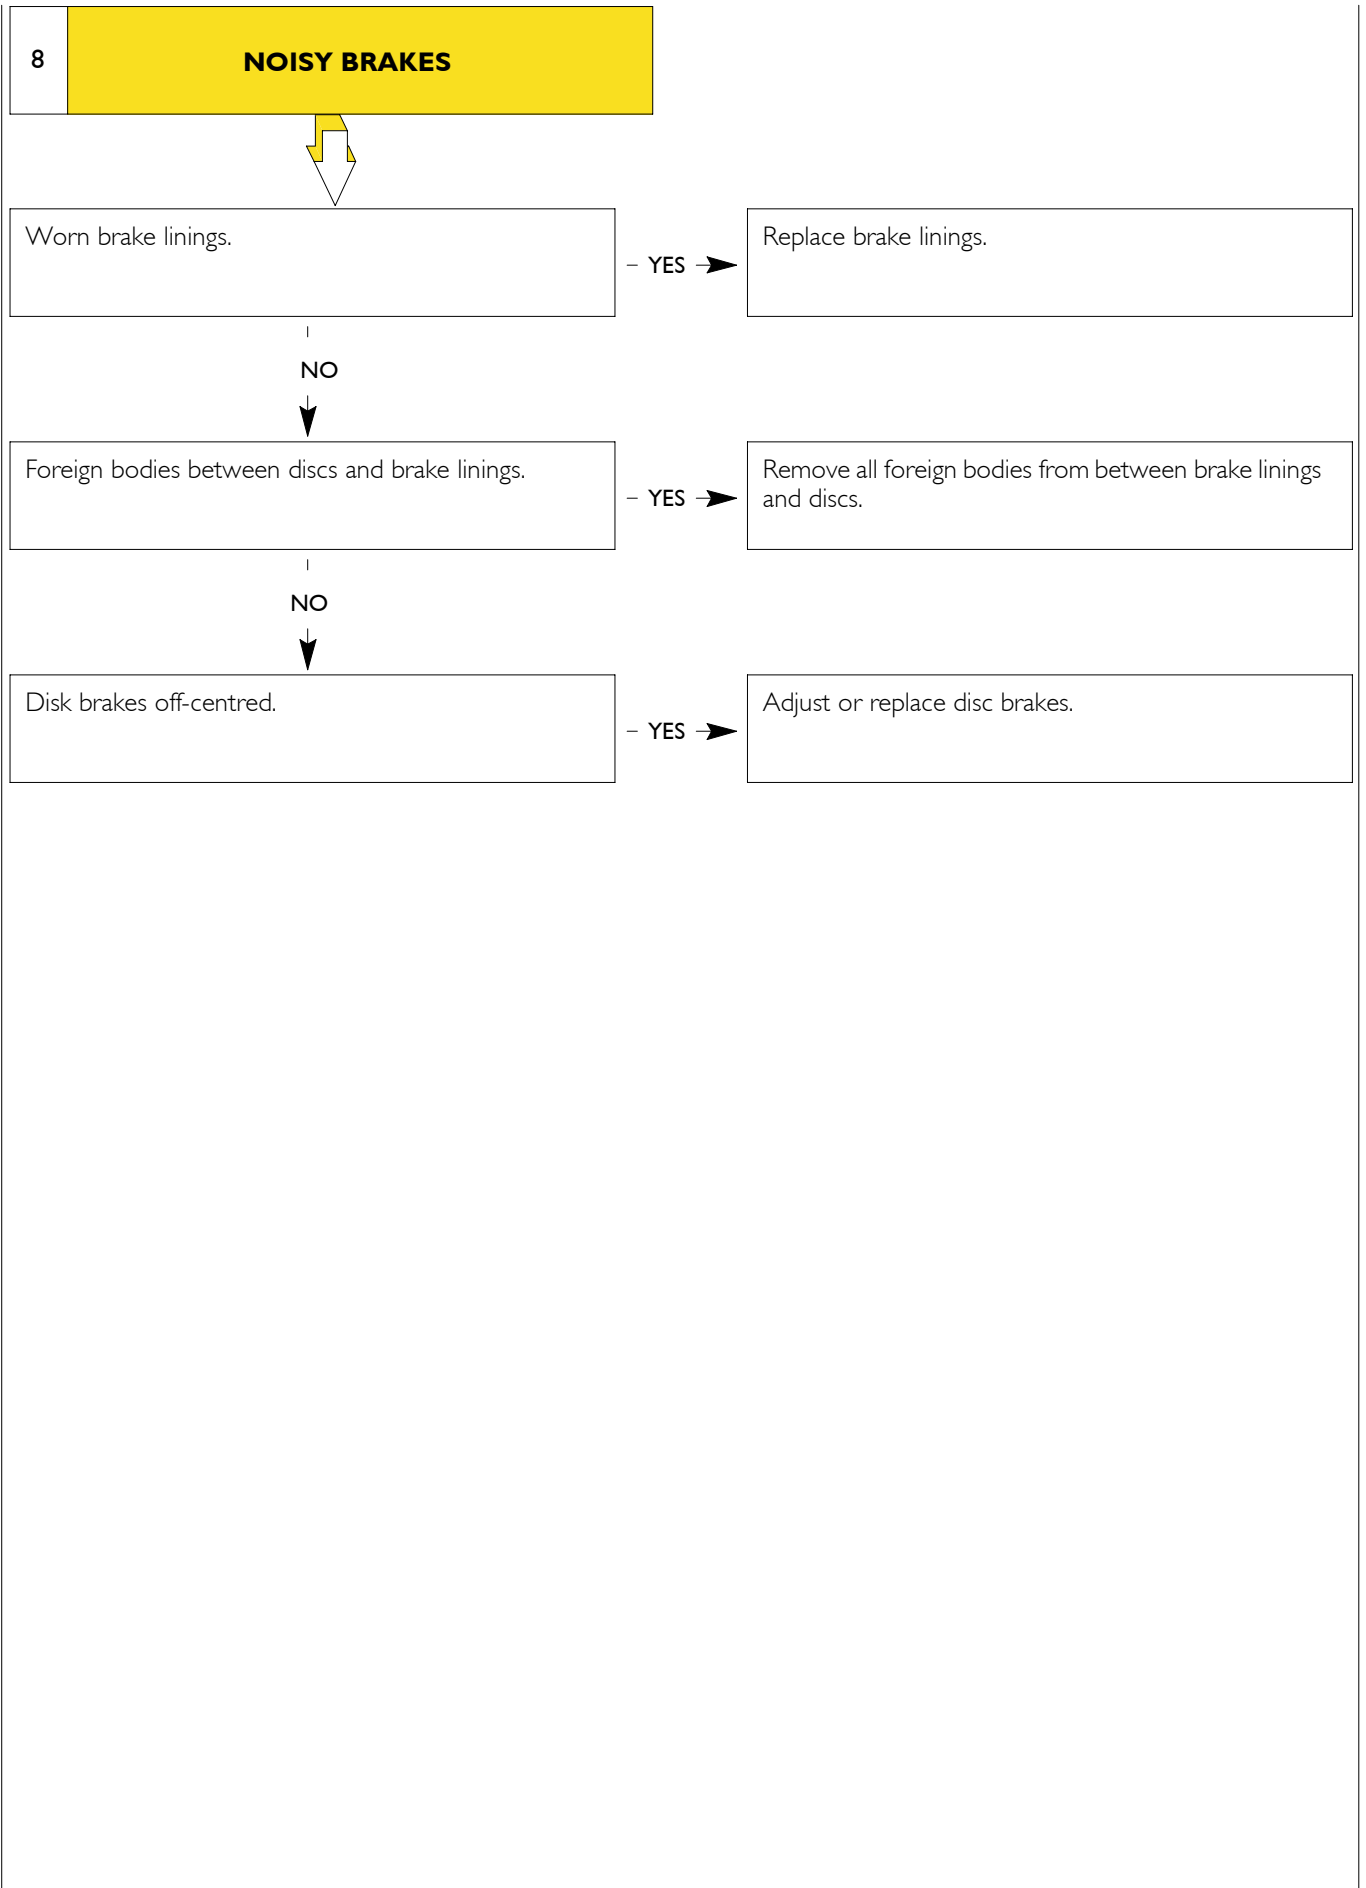 8
NOISY BRAKES
Worn brake linings.
YES
Replace brake linings.
NO
Foreign bodies between discs and brake linings.
YES
Remove all foreign bodies from between brake linings
and discs.
NO
Disk brakes off-centred.
YES
Adjust or replace disc brakes.